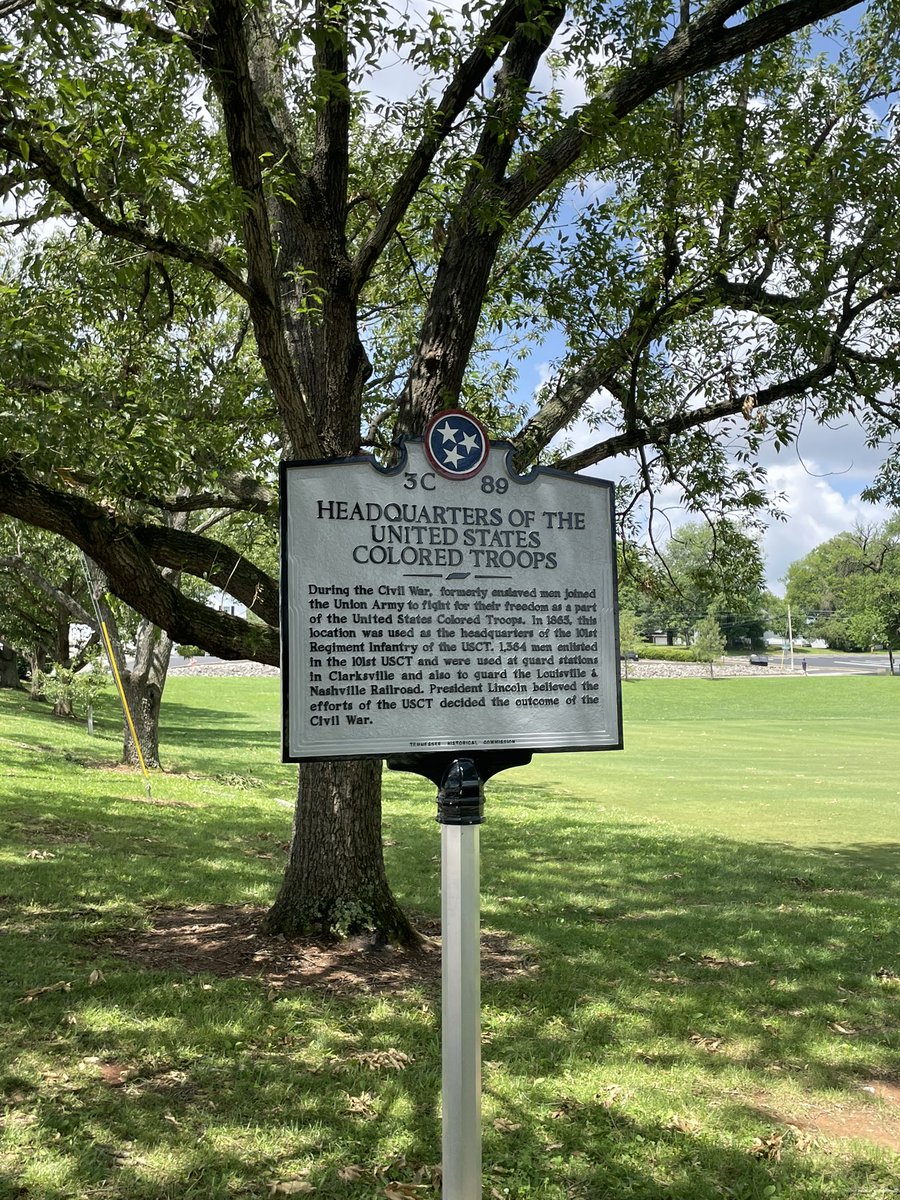 3C 89
HEADQUARTERS OF THE
UNITED STATES
COLORED TROOPS
During the Civil War, formerly enslaved men joined
the Union Army to fight for their freedom as a part
of the United States Colored Troops. In 1865, this
location was used as the headquarters of the 101st
Regiment Infantry of the USCT. 1,364 men enlisted
in the 101st USCT and were used at guard stations
in Clarksville and also to guard the Louisville &
Nashville Railroad. President Lincoln believed the
efforts of the USCT decided the outcome of the
Civil War.
TENNESSEE HISTORICAL COMMISSION